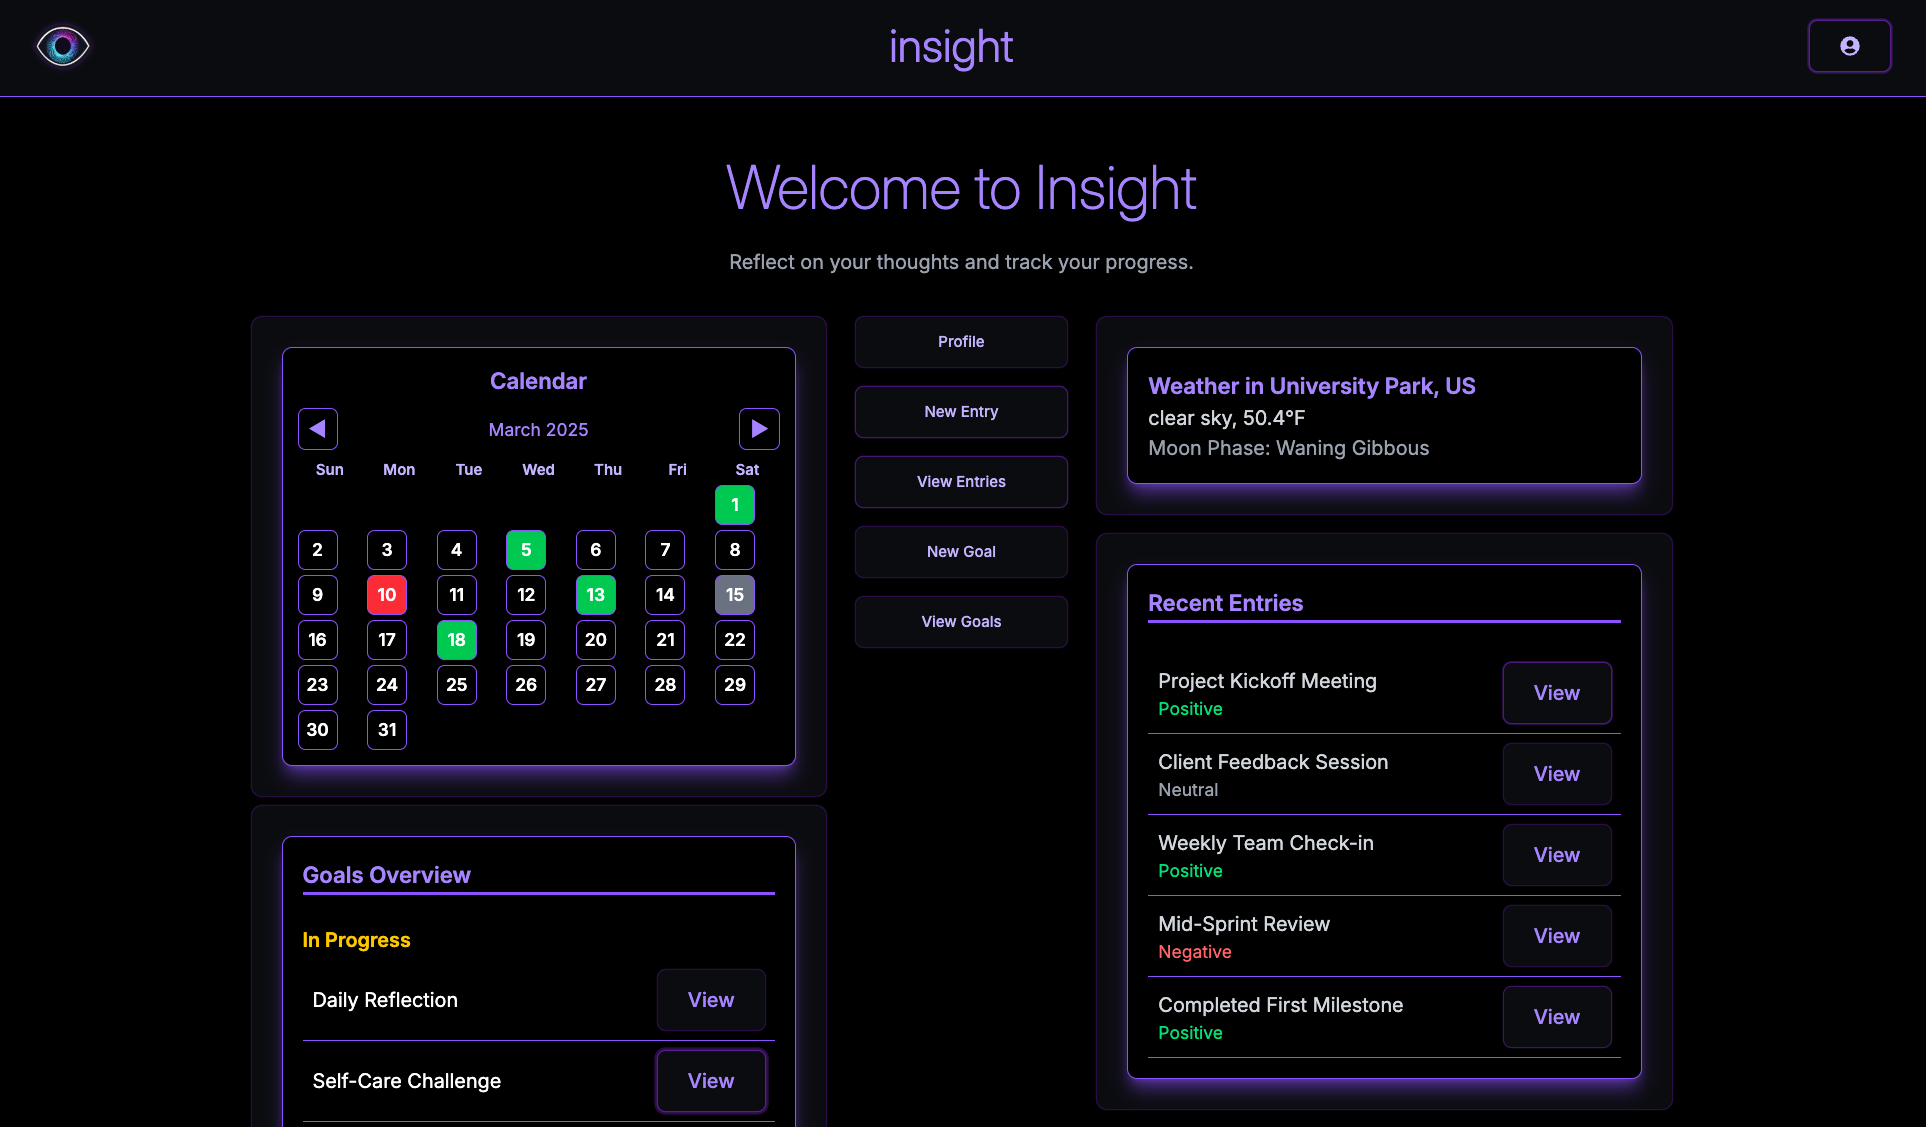 insight
Welcome to Insight
Reflect on your thoughts and track your progress.
Calendar
March 2025
Sun Mon Tue Wed Thu Fri Sat
1
2 3 4 5 6 7 8
9 10 11 12 13 14 15
16 17 18 19 20 21 22
23 24 25 26 27 28 29
30 31
Goals Overview
In Progress
Daily Reflection View
Self-Care Challenge View
Profile
New Entry
View Entries
New Goal
View Goals
Weather in University Park, US
clear sky, 50.4°F
Moon Phase: Waning Gibbous
Recent Entries
Project Kickoff Meeting
Positive
View
Client Feedback Session
Neutral
View
Weekly Team Check-in
Positive
View
Mid-Sprint Review
Negative
View
Completed First Milestone
Positive
View